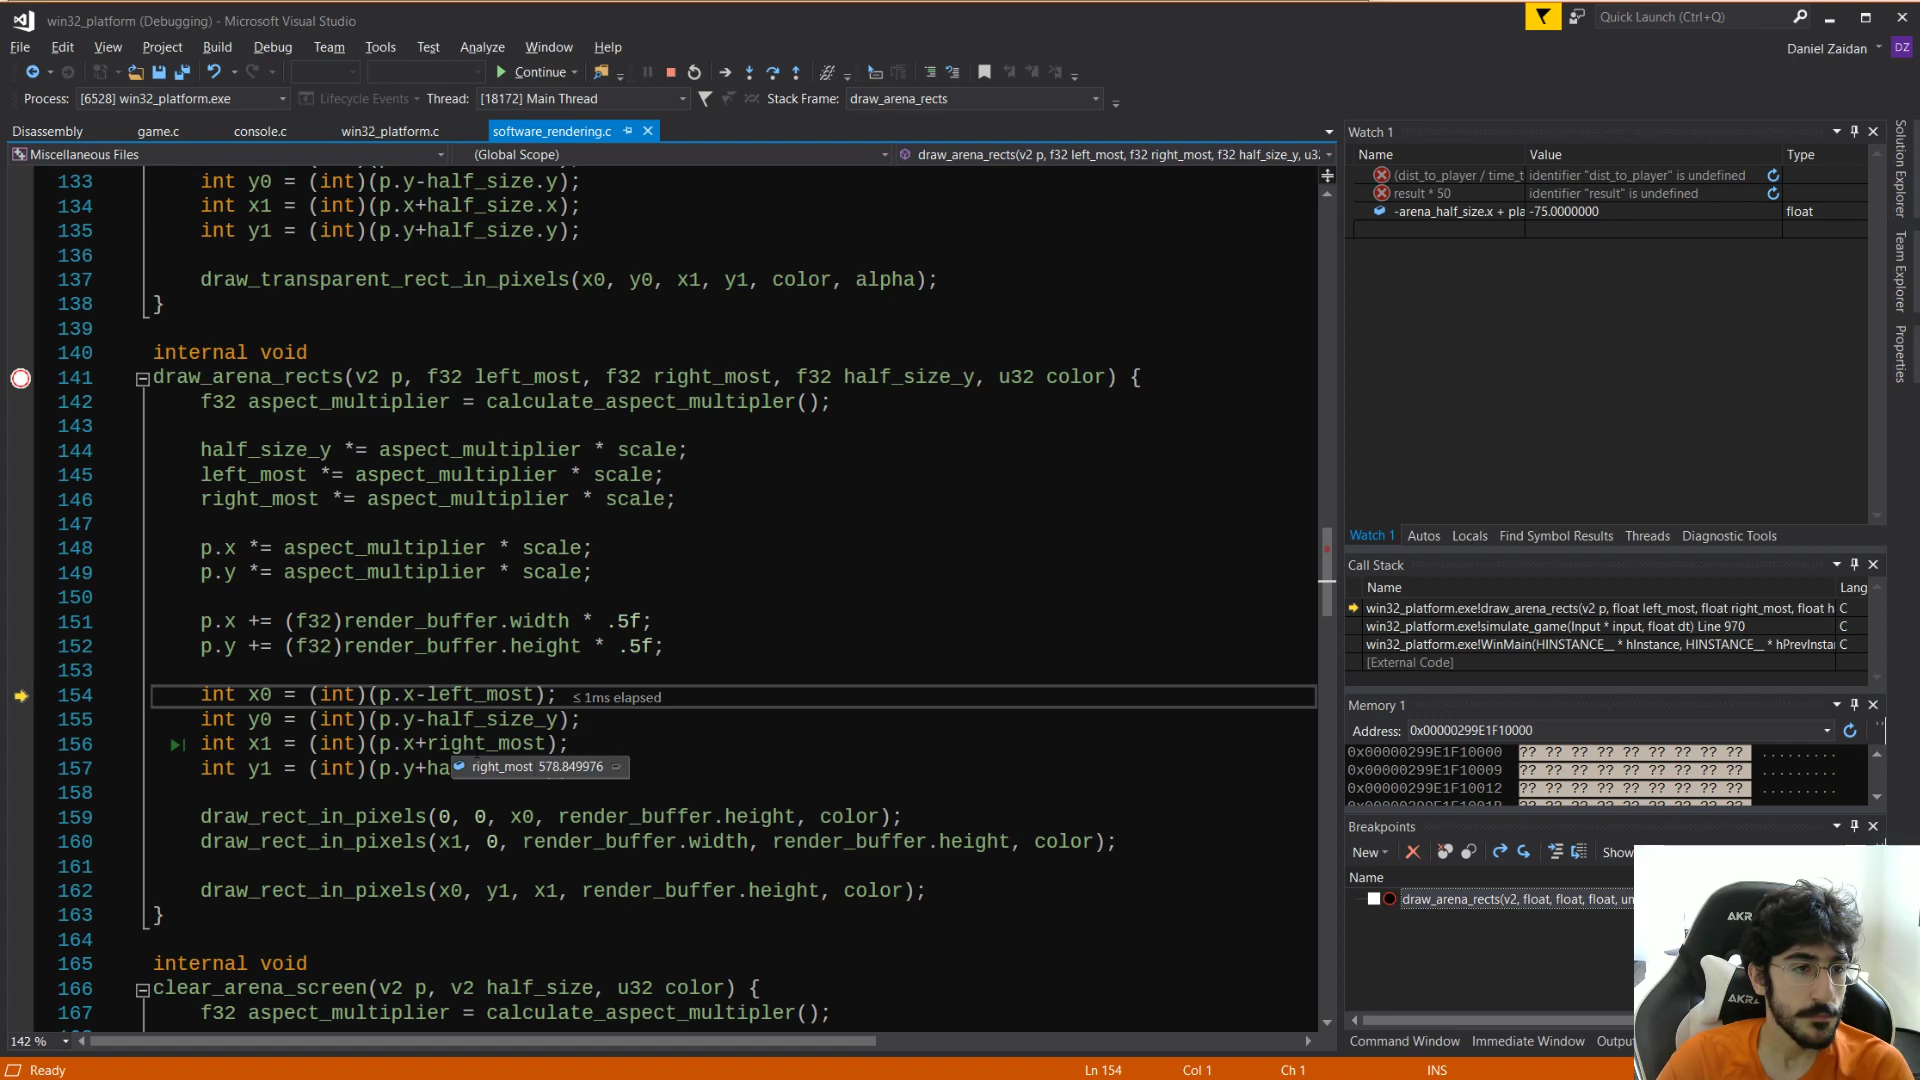 win32_platform (Debugging) - Microsoft Visual Studio
Quick Launch (Ctrl+Q)
File Edit View Project Build Debug Team Tools Test Analyze Window Help
Daniel Zaidan DZ
Continue
Process: [6528] win32_platform.exe Lifecycle Events Thread: [18172] Main Thread Stack Frame: draw_arena_rects
Disassembly game.c console.c win32_platform.c software_rendering.c
Miscellaneous Files (Global Scope) draw_arena_rects(v2 p, f32 left_most, f32 right_most, f32 half_size_y, u3
133 int y0 = (int)(p.y-half_size.y);
134 int x1 = (int)(p.x+half_size.x);
135 int y1 = (int)(p.y+half_size.y);
136
137 draw_transparent_rect_in_pixels(x0, y0, x1, y1, color, alpha);
138 }
139
140 internal void
141 draw_arena_rects(v2 p, f32 left_most, f32 right_most, f32 half_size_y, u32 color) {
142 f32 aspect_multiplier = calculate_aspect_multipler();
143
144 half_size_y *= aspect_multiplier * scale;
145 left_most *= aspect_multiplier * scale;
146 right_most *= aspect_multiplier * scale;
147
148 p.x *= aspect_multiplier * scale;
149 p.y *= aspect_multiplier * scale;
150
151 p.x += (f32)render_buffer.width * .5f;
152 p.y += (f32)render_buffer.height * .5f;
153
154 int x0 = (int)(p.x-left_most); ≤ 1ms elapsed
155 int y0 = (int)(p.y-half_size_y);
156 int x1 = (int)(p.x+right_most);
157 int y1 = (int)(p.y+ha
right_most 578.849976
158
159 draw_rect_in_pixels(0, 0, x0, render_buffer.height, color);
160 draw_rect_in_pixels(x1, 0, render_buffer.width, render_buffer.height, color);
161
162 draw_rect_in_pixels(x0, y1, x1, render_buffer.height, color);
163 }
164
165 internal void
166 clear_arena_screen(v2 p, v2 half_size, u32 color) {
167 f32 aspect_multiplier = calculate_aspect_multipler();
142 %
Watch 1
Name Value Type
(dist_to_player / time_t identifier "dist_to_player" is undefined
result * 50 identifier "result" is undefined
-arena_half_size.x + pla -75.0000000 float
Watch 1 Autos Locals Find Symbol Results Threads Diagnostic Tools
Call Stack
Name Lang
win32_platform.exe!draw_arena_rects(v2 p, float left_most, float right_most, float h C
win32_platform.exe!simulate_game(Input * input, float dt) Line 970 C
win32_platform.exe!WinMain(HINSTANCE__ * hInstance, HINSTANCE__ * hPrevInsta C
[External Code]
Memory 1
Address: 0x00000299E1F10000
0x00000299E1F10000 ?? ?? ?? ?? ?? ?? ?? ?? ?? .........
0x00000299E1F10009 ?? ?? ?? ?? ?? ?? ?? ?? ?? .........
0x00000299E1F10012 ?? ?? ?? ?? ?? ?? ?? ?? ?? .........
0x00000299E1F1001B ?? ?? ?? ?? ?? ?? ?? ?? ?? .........
Breakpoints
New Show
Name
draw_arena_rects(v2, float, float, float, un
Command Window Immediate Window Outpu
Solution Explorer
Team Explorer
Properties
AKR
AKRA
Ready Ln 154 Col 1 Ch 1 INS